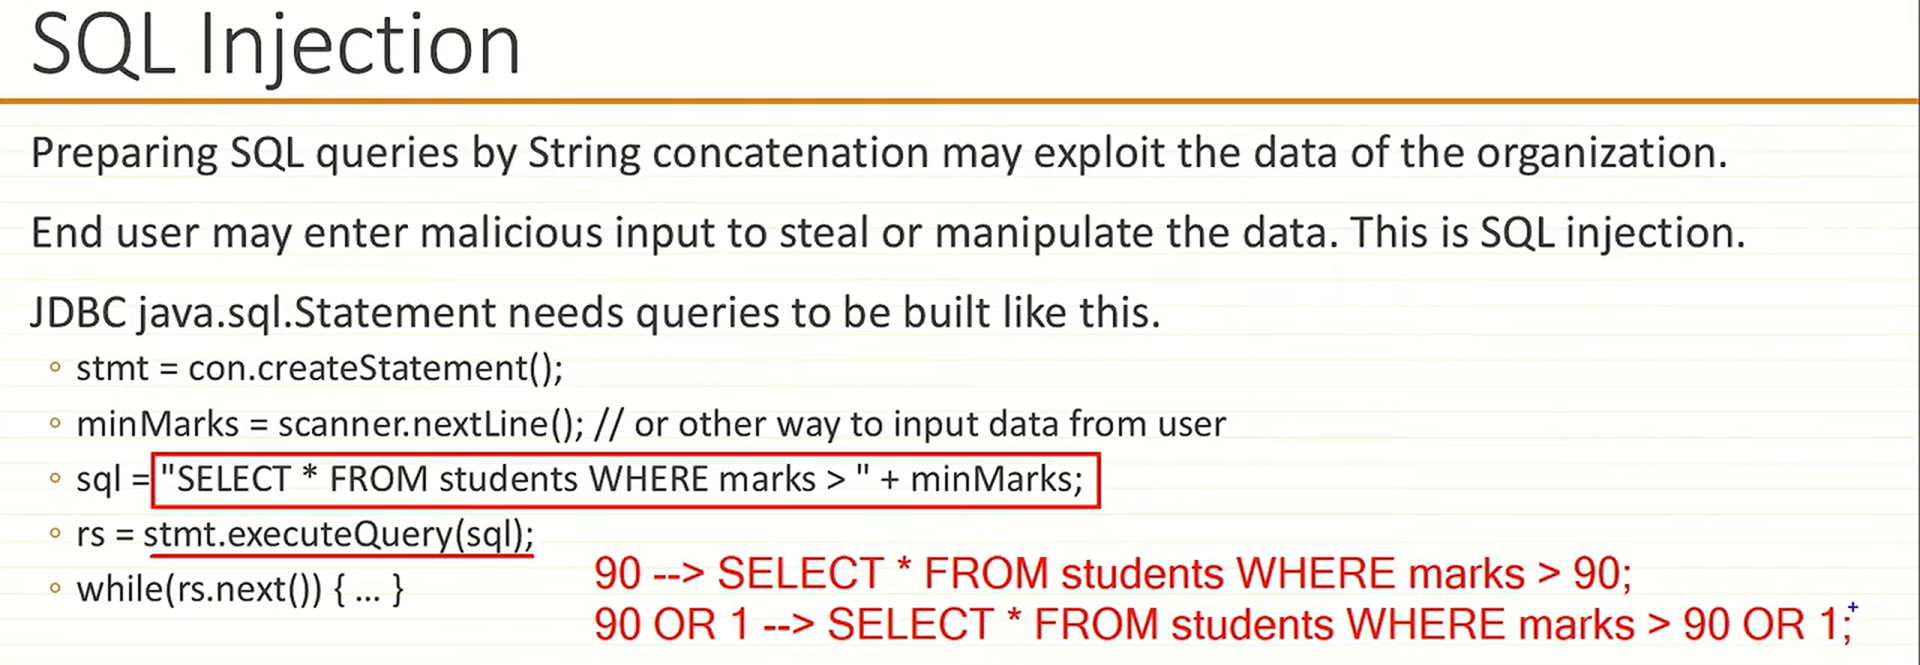 SQL Injection
Preparing SQL queries by String concatenation may exploit the data of the organization.
End user may enter malicious input to steal or manipulate the data. This is SQL injection.
JDBC java.sql.Statement needs queries to be built like this.
◦ stmt = con.createStatement();
◦ minMarks = scanner.nextLine(); // or other way to input data from user
◦ sql = "SELECT * FROM students WHERE marks > " + minMarks;
◦ rs = stmt.executeQuery(sql);
◦ while(rs.next()) { ... }
90 --> SELECT * FROM students WHERE marks > 90;
90 OR 1 --> SELECT * FROM students WHERE marks > 90 OR 1;